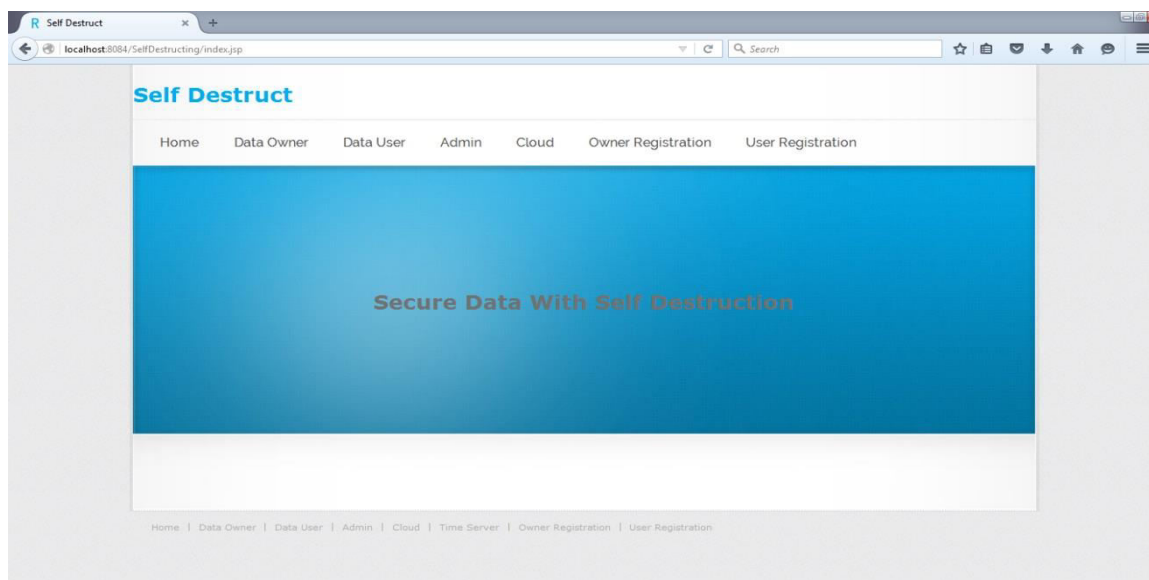 R Self Destruct × +
localhost:8084/SelfDestructing/index.jsp Search
Self Destruct
Home Data Owner Data User Admin Cloud Owner Registration User Registration
Secure Data With Self Destruction
Home | Data Owner | Data User | Admin | Cloud | Time Server | Owner Registration | User Registration